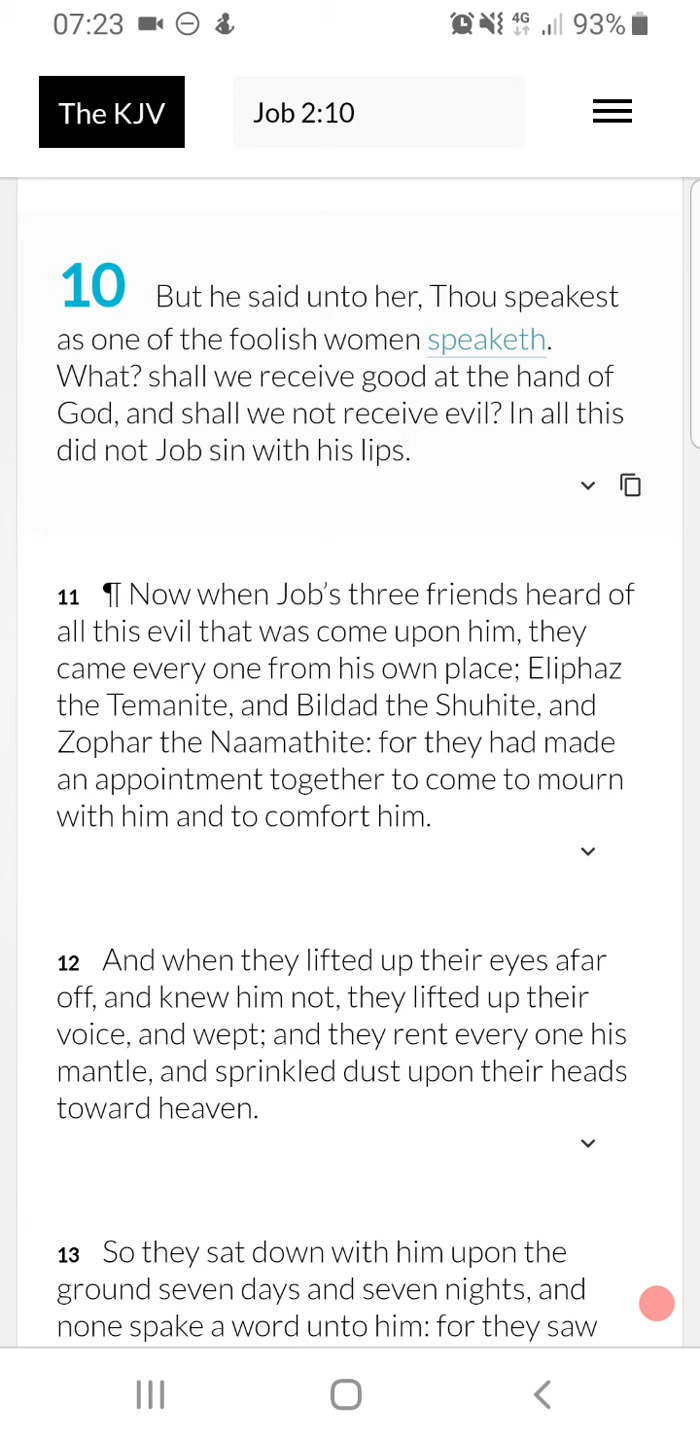 07:23 4G 93%
The KJV Job 2:10
10 But he said unto her, Thou speakest
as one of the foolish women speaketh.
What? shall we receive good at the hand of
God, and shall we not receive evil? In all this
did not Job sin with his lips.
11 ¶ Now when Job’s three friends heard of
all this evil that was come upon him, they
came every one from his own place; Eliphaz
the Temanite, and Bildad the Shuhite, and
Zophar the Naamathite: for they had made
an appointment together to come to mourn
with him and to comfort him.
12 And when they lifted up their eyes afar
off, and knew him not, they lifted up their
voice, and wept; and they rent every one his
mantle, and sprinkled dust upon their heads
toward heaven.
13 So they sat down with him upon the
ground seven days and seven nights, and
none spake a word unto him: for they saw